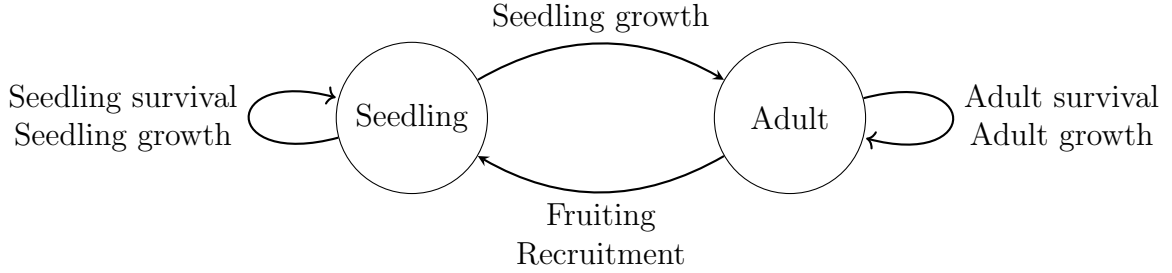 Seedling growth
Seedling survival
Seedling growth
Seedling
Adult
Adult survival
Adult growth
Fruiting
Recruitment